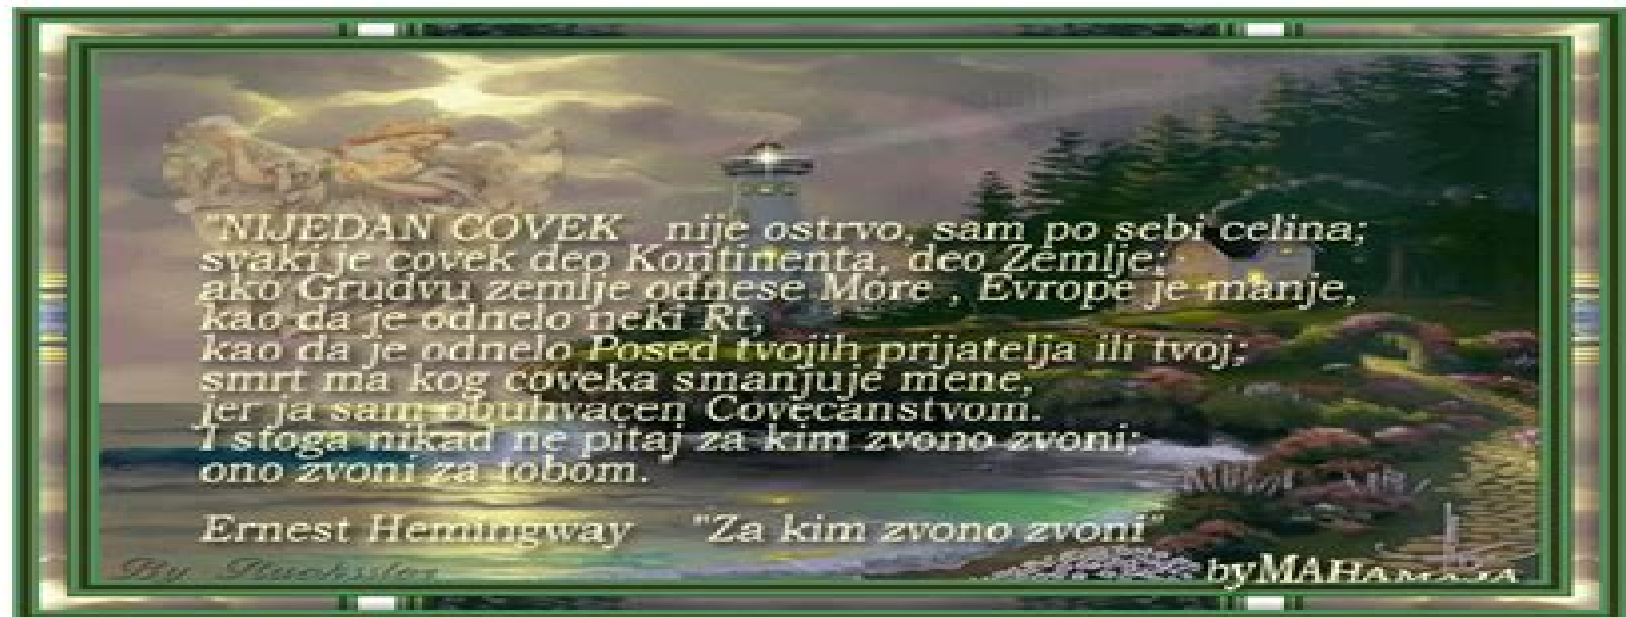 "NIJEDAN COVEK nije ostrvo, sam po sebi celina;
svaki je covek deo Kontinenta, deo Zemlje;
ako Grudvu zemlje odnese More , Evrope je manje,
kao da je odnelo neki Rt,
kao da je odnelo Posed tvojih prijatelja ili tvoj;
smrt ma kog coveka smanjuje mene,
jer ja sam obuhvacen Covecanstvom.
I stoga nikad ne pitaj za kim zvono zvoni;
ono zvoni za tobom.
Ernest Hemingway "Za kim zvono zvoni"
By
by